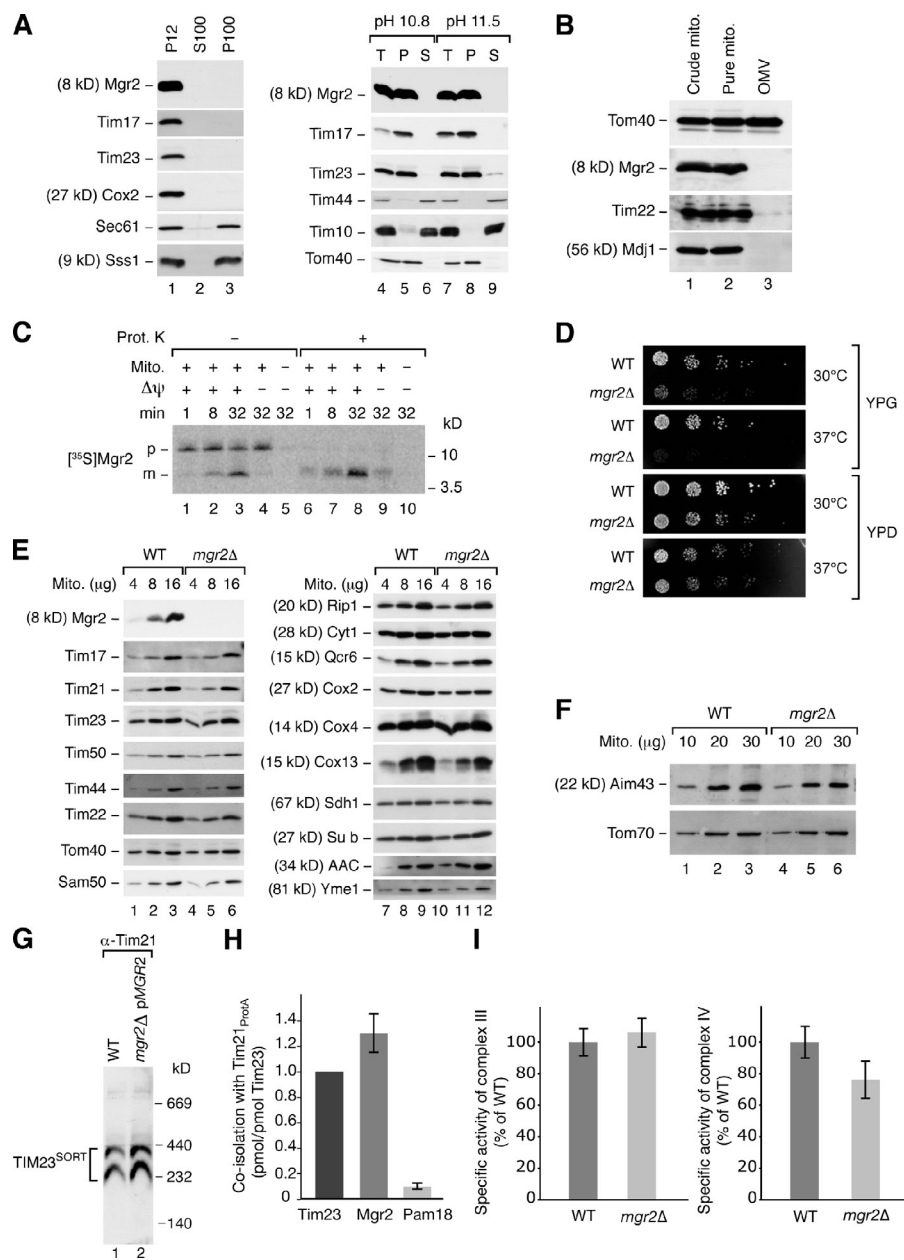 A
P12
S100
P100
(8 kD) Mgr2
Tim17
Tim23
(27 kD) Cox2
Sec61
(9 kD) Sss1
1 2 3
pH 10.8 pH 11.5
T P S T P S
(8 kD) Mgr2
Tim17
Tim23
Tim44
Tim10
Tom40
4 5 6 7 8 9
B
Crude mito.
Pure mito.
OMV
Tom40
(8 kD) Mgr2
Tim22
(56 kD) Mdj1
1 2 3
C
Prot. K – +
Mito. + + + + – + + + + –
Δψ + + + – – + + + – –
min 1 8 32 32 32 1 8 32 32 32
kD
[35S]Mgr2
p
m
10
3.5
1 2 3 4 5 6 7 8 9 10
D
WT
mgr2Δ
30°C
WT
mgr2Δ
37°C
YPG
WT
mgr2Δ
30°C
WT
mgr2Δ
37°C
YPD
E
WT mgr2Δ
Mito. (μg) 4 8 16 4 8 16
(8 kD) Mgr2
Tim17
Tim21
Tim23
Tim50
Tim44
Tim22
Tom40
Sam50
1 2 3 4 5 6
WT mgr2Δ
Mito. (μg) 4 8 16 4 8 16
(20 kD) Rip1
(28 kD) Cyt1
(15 kD) Qcr6
(27 kD) Cox2
(14 kD) Cox4
(15 kD) Cox13
(67 kD) Sdh1
(27 kD) Su b
(34 kD) AAC
(81 kD) Yme1
7 8 9 10 11 12
F
WT mgr2Δ
Mito. (μg) 10 20 30 10 20 30
(22 kD) Aim43
Tom70
1 2 3 4 5 6
G
α-Tim21
WT
mgr2Δ pMGR2
kD
669
440
232
140
TIM23SORT
1 2
H
Co-isolation with Tim21ProtA
(pmol/pmol Tim23)
1.4
1.2
1.0
0.8
0.6
0.4
0.2
0
Tim23 Mgr2 Pam18
I
Specific activity of complex III
(% of WT)
100
80
60
40
20
0
WT mgr2Δ
Specific activity of complex IV
(% of WT)
100
80
60
40
20
0
WT mgr2Δ